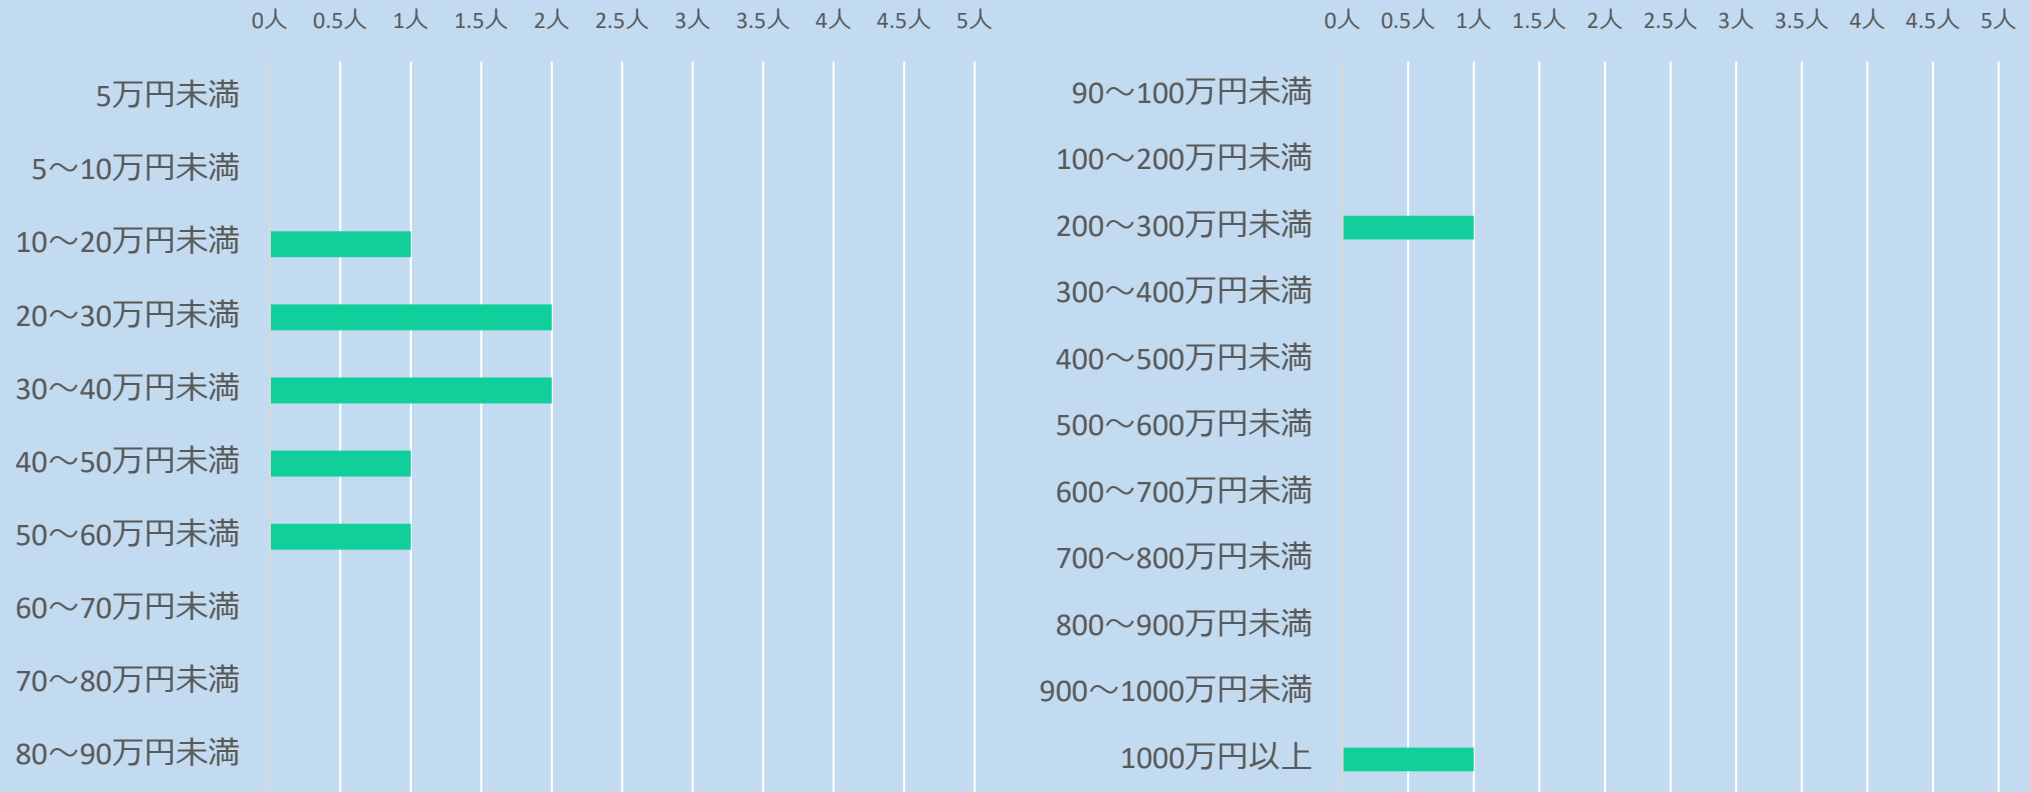 0人 0.5人 1人 1.5人 2人 2.5人 3人 3.5人 4人 4.5人 5人
5万円未満
5～10万円未満
10～20万円未満
20～30万円未満
30～40万円未満
40～50万円未満
50～60万円未満
60～70万円未満
70～80万円未満
80～90万円未満
0人 0.5人 1人 1.5人 2人 2.5人 3人 3.5人 4人 4.5人 5人
90～100万円未満
100～200万円未満
200～300万円未満
300～400万円未満
400～500万円未満
500～600万円未満
600～700万円未満
700～800万円未満
800～900万円未満
900～1000万円未満
1000万円以上